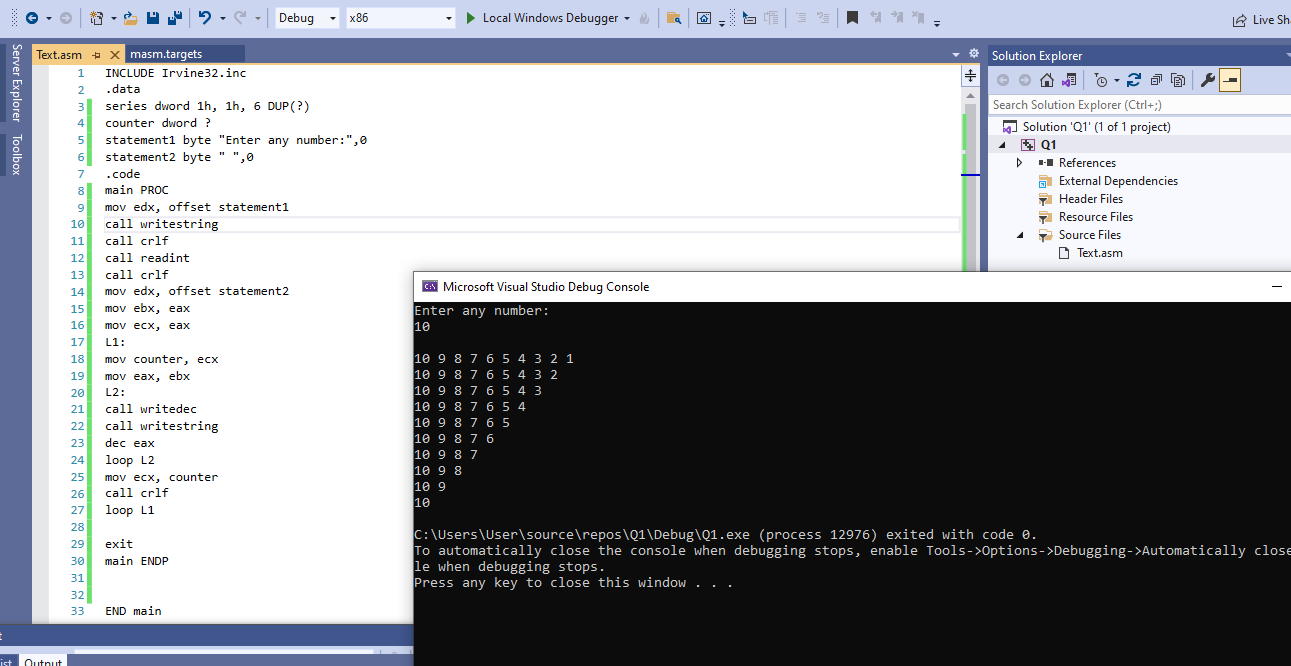 Debug x86 Local Windows Debugger Live Sh
Server Explorer
Toolbox
Text.asm masm.targets
1 INCLUDE Irvine32.inc
2 .data
3 series dword 1h, 1h, 6 DUP(?)
4 counter dword ?
5 statement1 byte "Enter any number:",0
6 statement2 byte " ",0
7 .code
8 main PROC
9 mov edx, offset statement1
10 call writestring
11 call crlf
12 call readint
13 call crlf
14 mov edx, offset statement2
15 mov ebx, eax
16 mov ecx, eax
17 L1:
18 mov counter, ecx
19 mov eax, ebx
20 L2:
21 call writedec
22 call writestring
23 dec eax
24 loop L2
25 mov ecx, counter
26 call crlf
27 loop L1
28
29 exit
30 main ENDP
31
32
33 END main
Solution Explorer
Search Solution Explorer (Ctrl+;)
Solution 'Q1' (1 of 1 project)
Q1
References
External Dependencies
Header Files
Resource Files
Source Files
Text.asm
Microsoft Visual Studio Debug Console
Enter any number:
10
10 9 8 7 6 5 4 3 2 1
10 9 8 7 6 5 4 3 2
10 9 8 7 6 5 4 3
10 9 8 7 6 5 4
10 9 8 7 6 5
10 9 8 7 6
10 9 8 7
10 9 8
10 9
10
C:\Users\User\source\repos\Q1\Debug\Q1.exe (process 12976) exited with code 0.
To automatically close the console when debugging stops, enable Tools->Options->Debugging->Automatically close
le when debugging stops.
Press any key to close this window . . .
t
ist Output